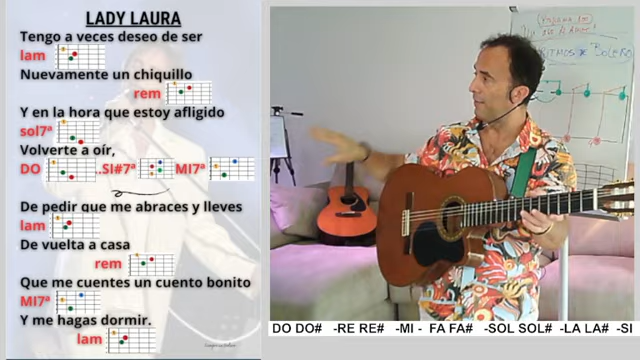 LADY LAURA
Tengo a veces deseo de ser
lam
Nuevamente un chiquillo
rem
Y en la hora que estoy afligido
sol7ª
Volverte a oír,
DO ..SI#7ª MI7ª
De pedir que me abraces y lleves
lam
De vuelta a casa
rem
Que me cuentes un cuento bonito
MI7ª
Y me hagas dormir.
lam
RITMOS BOLERO
DO DO# -RE RE# -MI - FA FA# -SOL SOL# -LA LA# -SI